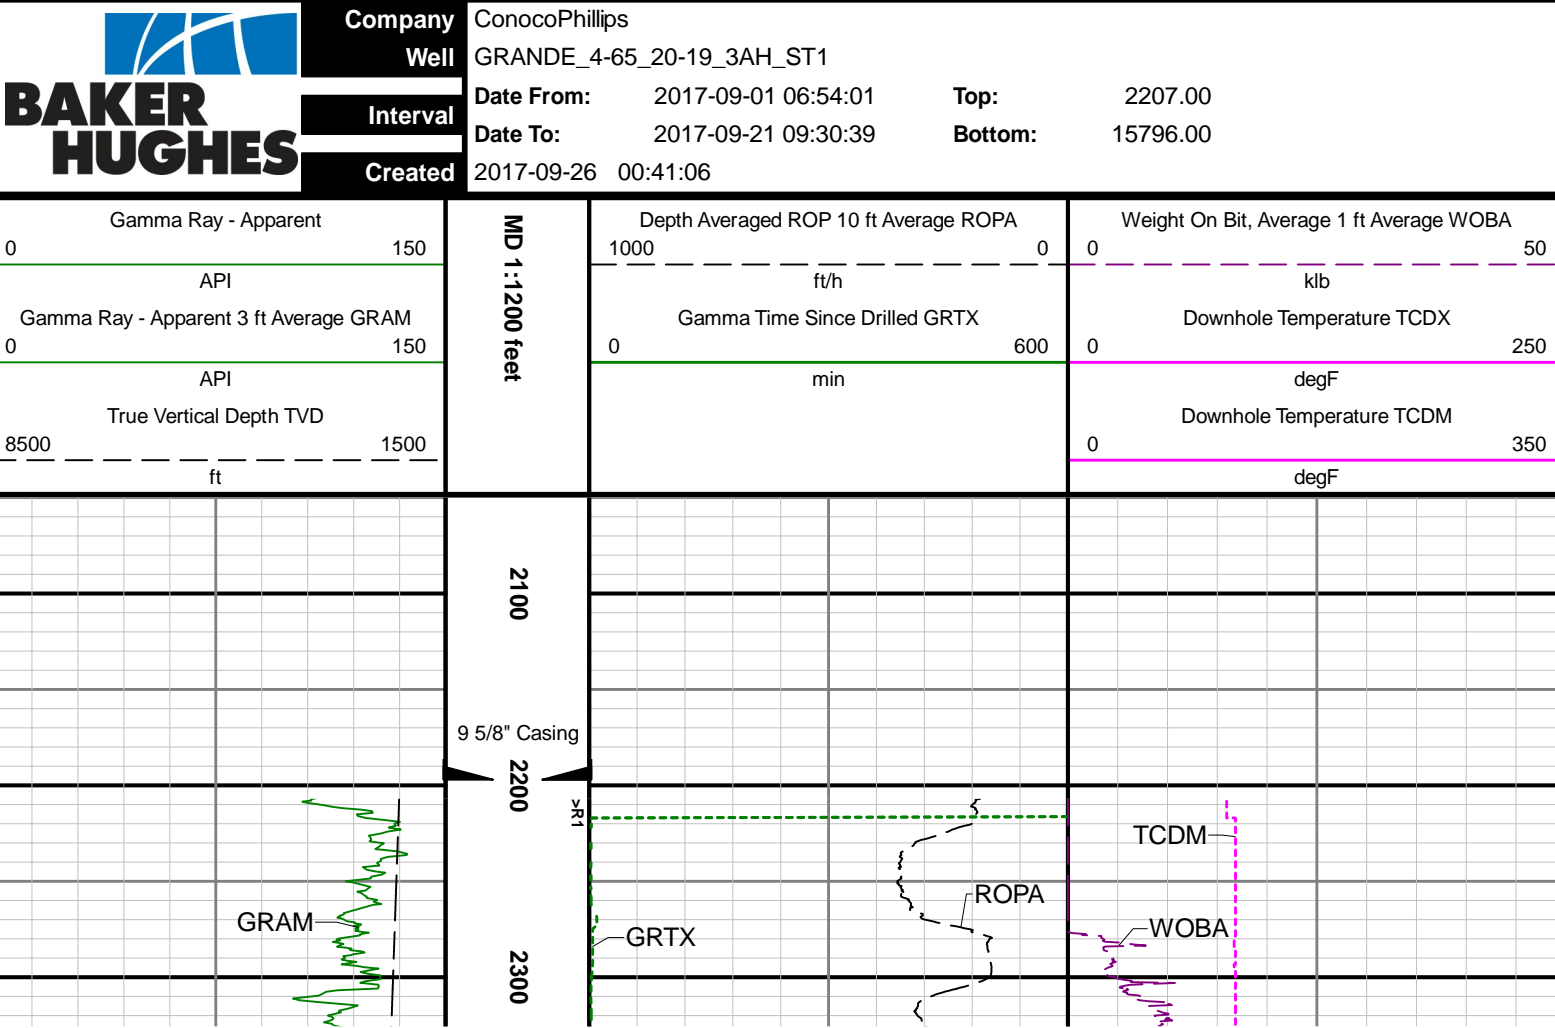 BAKER
HUGHES
Company ConocoPhillips
Well GRANDE_4-65_20-19_3AH_ST1
Interval
Date From: 2017-09-01 06:54:01 Top: 2207.00
Date To: 2017-09-21 09:30:39 Bottom: 15796.00
Created 2017-09-26 00:41:06
Gamma Ray - Apparent
0 150
API
Gamma Ray - Apparent 3 ft Average GRAM
0 150
API
True Vertical Depth TVD
8500 1500
ft
MD 1:1200 feet
Depth Averaged ROP 10 ft Average ROPA
1000 0
ft/h
Gamma Time Since Drilled GRTX
0 600
min
Weight On Bit, Average 1 ft Average WOBA
0 50
klb
Downhole Temperature TCDX
0 250
degF
Downhole Temperature TCDM
0 350
degF
2100
9 5/8" Casing
2200
>R1
TCDM
ROPA
GRAM
GRTX
WOBA
2300